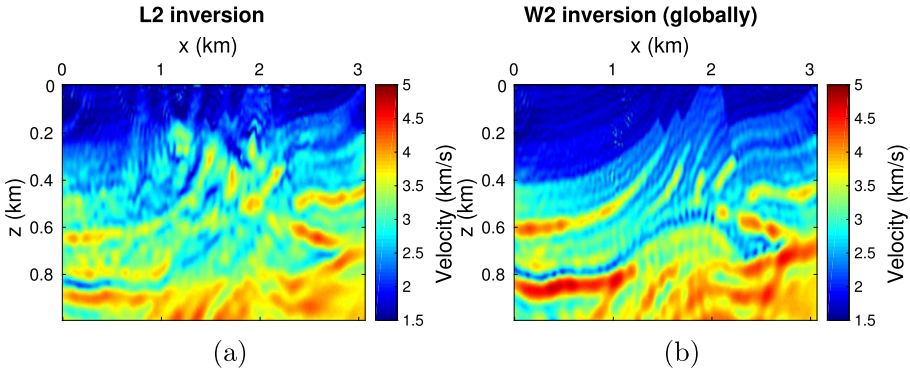 L2 inversion
x (km)
0 1 2 3
0
0.2
0.4
0.6
0.8
z (km)
5
4.5
4
3.5
3
2.5
2
1.5
Velocity (km/s)
(a)
W2 inversion (globally)
x (km)
0 1 2 3
0
0.2
0.4
0.6
0.8
z (km)
5
4.5
4
3.5
3
2.5
2
1.5
Velocity (km/s)
(b)